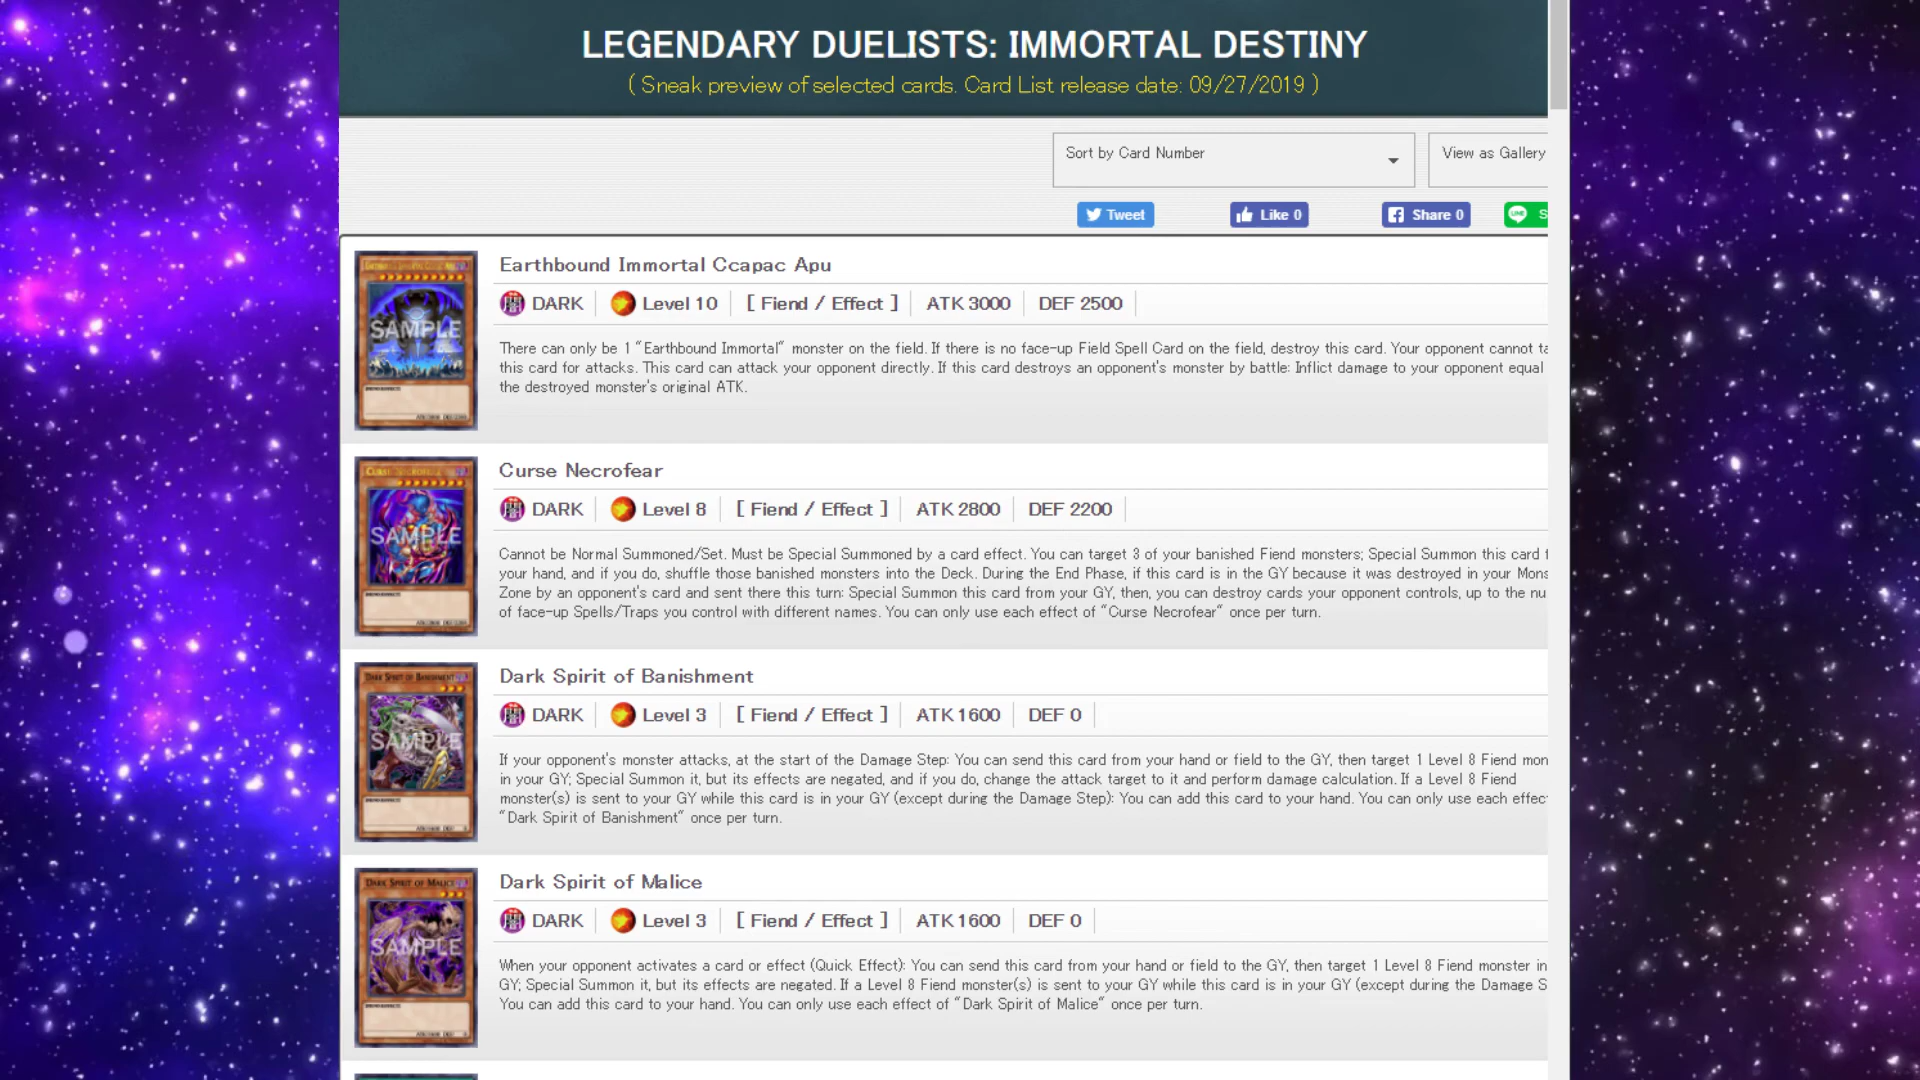 LEGENDARY DUELISTS: IMMORTAL DESTINY
( Sneak preview of selected cards. Card List release date: 09/27/2019 )
Sort by Card Number
View as Gallery
Tweet
Like 0
Share 0
LINE S
Earthbound Immortal Ccapac Apu
闇 DARK Level 10 [ Fiend / Effect ] ATK 3000 DEF 2500
SAMPLE
There can only be 1 "Earthbound Immortal" monster on the field. If there is no face-up Field Spell Card on the field, destroy this card. Your opponent cannot ta
this card for attacks. This card can attack your opponent directly. If this card destroys an opponent's monster by battle: Inflict damage to your opponent equal
the destroyed monster's original ATK.
Curse Necrofear
闇 DARK Level 8 [ Fiend / Effect ] ATK 2800 DEF 2200
SAMPLE
Cannot be Normal Summoned/Set. Must be Special Summoned by a card effect. You can target 3 of your banished Fiend monsters; Special Summon this card f
your hand, and if you do, shuffle those banished monsters into the Deck. During the End Phase, if this card is in the GY because it was destroyed in your Mons
Zone by an opponent's card and sent there this turn: Special Summon this card from your GY, then, you can destroy cards your opponent controls, up to the nu
of face-up Spells/Traps you control with different names. You can only use each effect of "Curse Necrofear" once per turn.
Dark Spirit of Banishment
Dark Spirit of Banishment
闇 DARK Level 3 [ Fiend / Effect ] ATK 1600 DEF 0
SAMPLE
If your opponent's monster attacks, at the start of the Damage Step: You can send this card from your hand or field to the GY, then target 1 Level 8 Fiend mon
in your GY; Special Summon it, but its effects are negated, and if you do, change the attack target to it and perform damage calculation. If a Level 8 Fiend
monster(s) is sent to your GY while this card is in your GY (except during the Damage Step): You can add this card to your hand. You can only use each effec
"Dark Spirit of Banishment" once per turn.
Dark Spirit of Malice
Dark Spirit of Malice
闇 DARK Level 3 [ Fiend / Effect ] ATK 1600 DEF 0
SAMPLE
When your opponent activates a card or effect (Quick Effect): You can send this card from your hand or field to the GY, then target 1 Level 8 Fiend monster in
GY; Special Summon it, but its effects are negated. If a Level 8 Fiend monster(s) is sent to your GY while this card is in your GY (except during the Damage S
You can add this card to your hand. You can only use each effect of "Dark Spirit of Malice" once per turn.